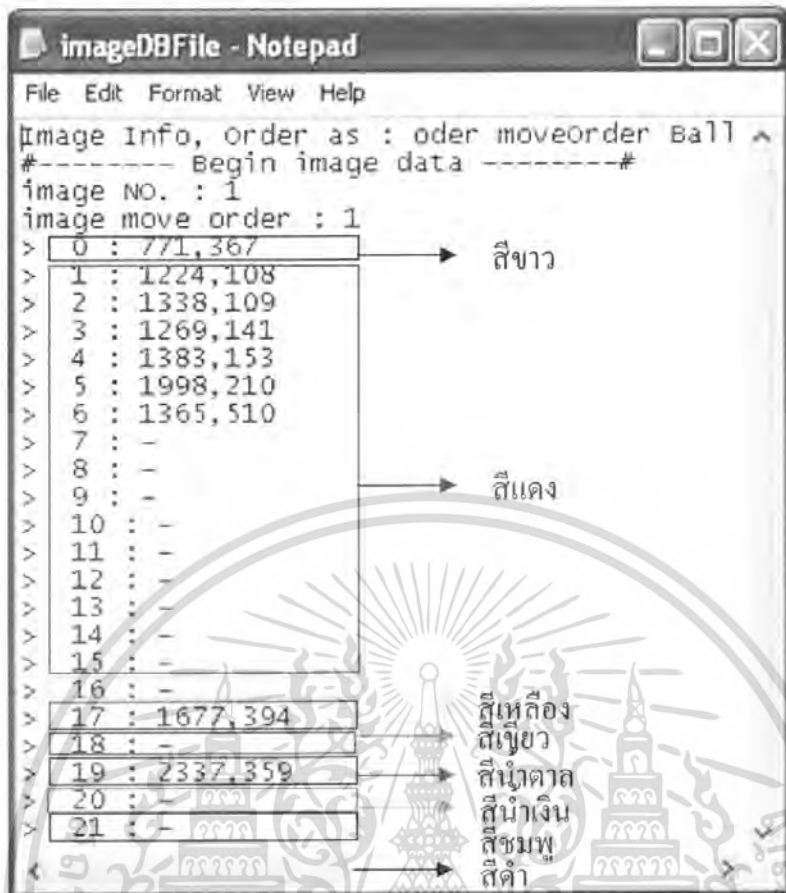 imageDBFile - Notepad
File Edit Format View Help
Image Info, Order as : oder moveOrder Ball
#-------- Begin image data --------#
image NO. : 1
image move order : 1
> 0 : 771,367 สีขาว
> 1 : 1224,108
> 2 : 1338,109
> 3 : 1269,141
> 4 : 1383,153
> 5 : 1998,210
> 6 : 1365,510
> 7 : -
> 8 : -
> 9 : - สีแดง
> 10 : -
> 11 : -
> 12 : -
> 13 : -
> 14 : -
> 15 : -
> 16 : - สีเหลือง
> 17 : 1677,394
> 18 : - สีเขียว
> 19 : 2337,359 สีน้ำตาล
> 20 : - สีน้ำเงิน
> 21 : - สีชมพู
สีดำ